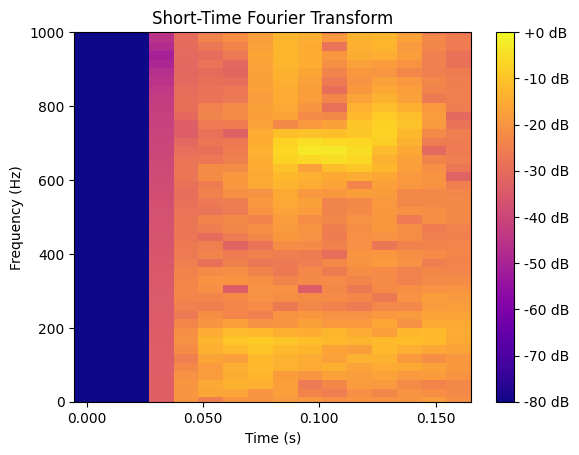 Short-Time Fourier Transform
1000
800
600
400
200
0
Frequency (Hz)
0.000
0.050
0.100
0.150
Time (s)
+0 dB
-10 dB
-20 dB
-30 dB
-40 dB
-50 dB
-60 dB
-70 dB
-80 dB